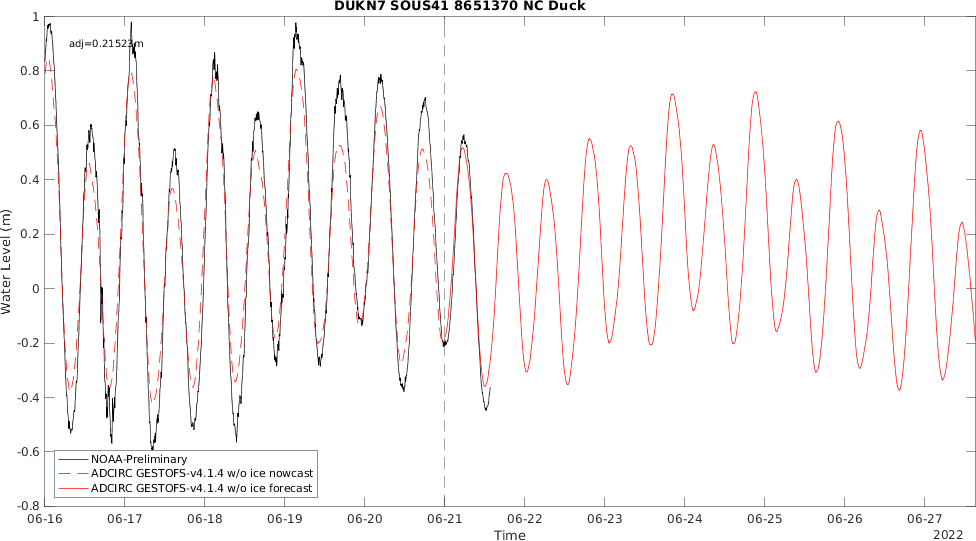 DUKN7 SOUS41 8651370 NC Duck
adj=0.21523m
Water Level (m)
1
0.8
0.6
0.4
0.2
0
-0.2
-0.4
-0.6
-0.8
NOAA-Preliminary
ADCIRC GESTOFS-v4.1.4 w/o ice nowcast
ADCIRC GESTOFS-v4.1.4 w/o ice forecast
06-16 06-17 06-18 06-19 06-20 06-21 06-22 06-23 06-24 06-25 06-26 06-27
Time
2022